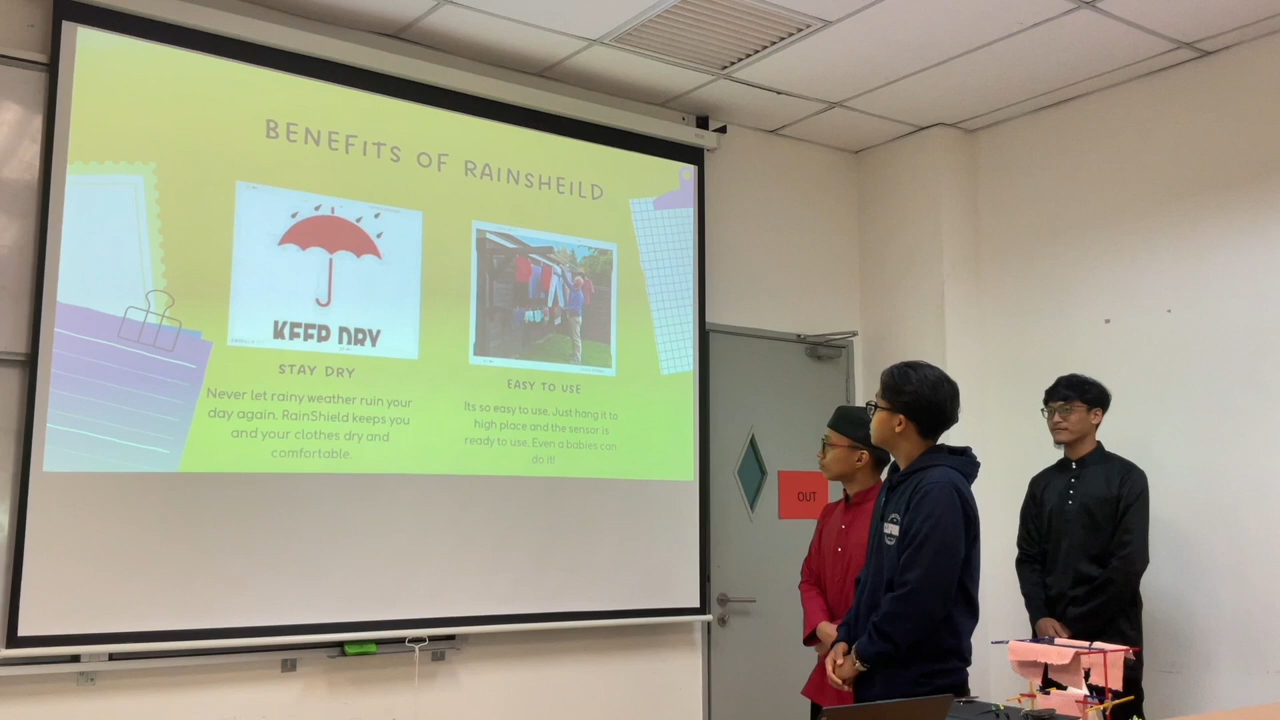 BENEFITS OF RAINSHEILD
KEEP DRY
STAY DRY
Never let rainy weather ruin your
day again. RainShield keeps you
and your clothes dry and
comfortable.
EASY TO USE
Its so easy to use. Just hang it to
high place and the sensor is
ready to use. Even a babies can
do it!
OUT